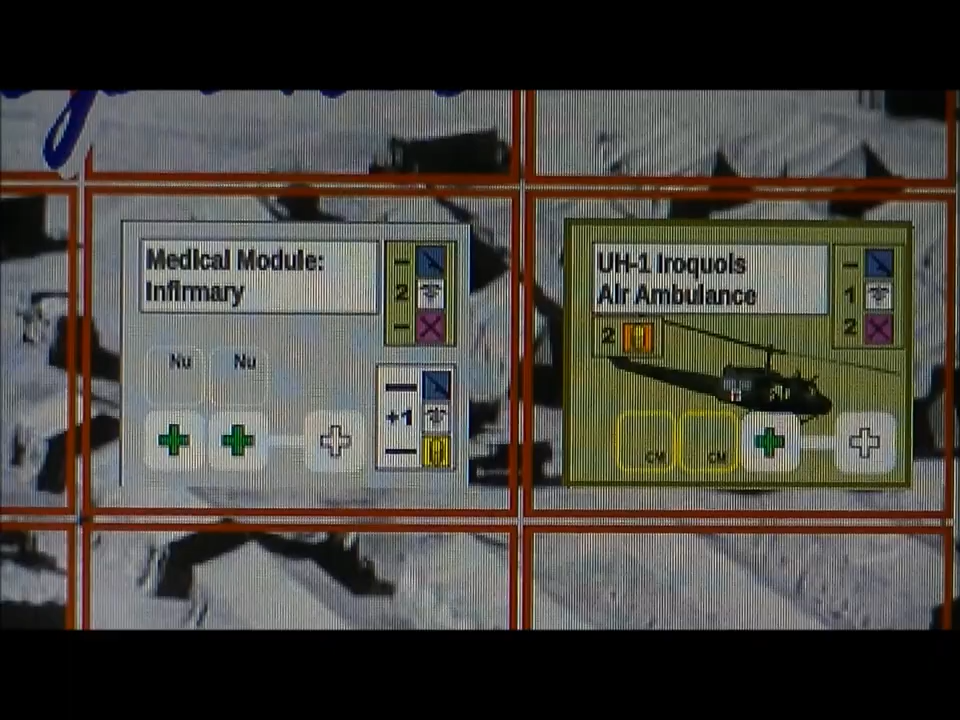 Medical Module:
Infirmary
–
2
–
Nu Nu
–
+1
–
UH-1 Iroquois
Air Ambulance
–
1
2
2
CM CM